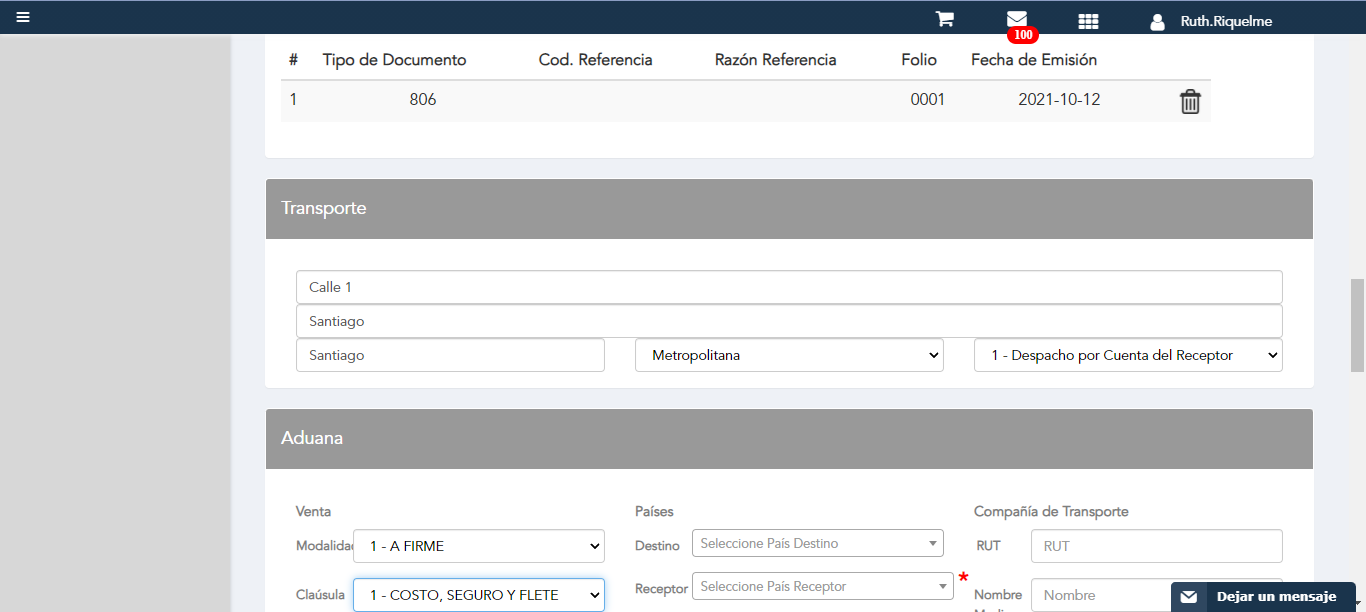 100
Ruth.Riquelme
# Tipo de Documento Cod. Referencia Razón Referencia Folio Fecha de Emisión
1 806 0001 2021-10-12
Transporte
Calle 1
Santiago
Santiago Metropolitana 1 - Despacho por Cuenta del Receptor
Aduana
Venta Países Compañía de Transporte
Modalidad 1 - A FIRME Destino Seleccione País Destino RUT RUT
Claúsula 1 - COSTO, SEGURO Y FLETE Receptor Seleccione País Receptor * Nombre Nombre
Dejar un mensaje